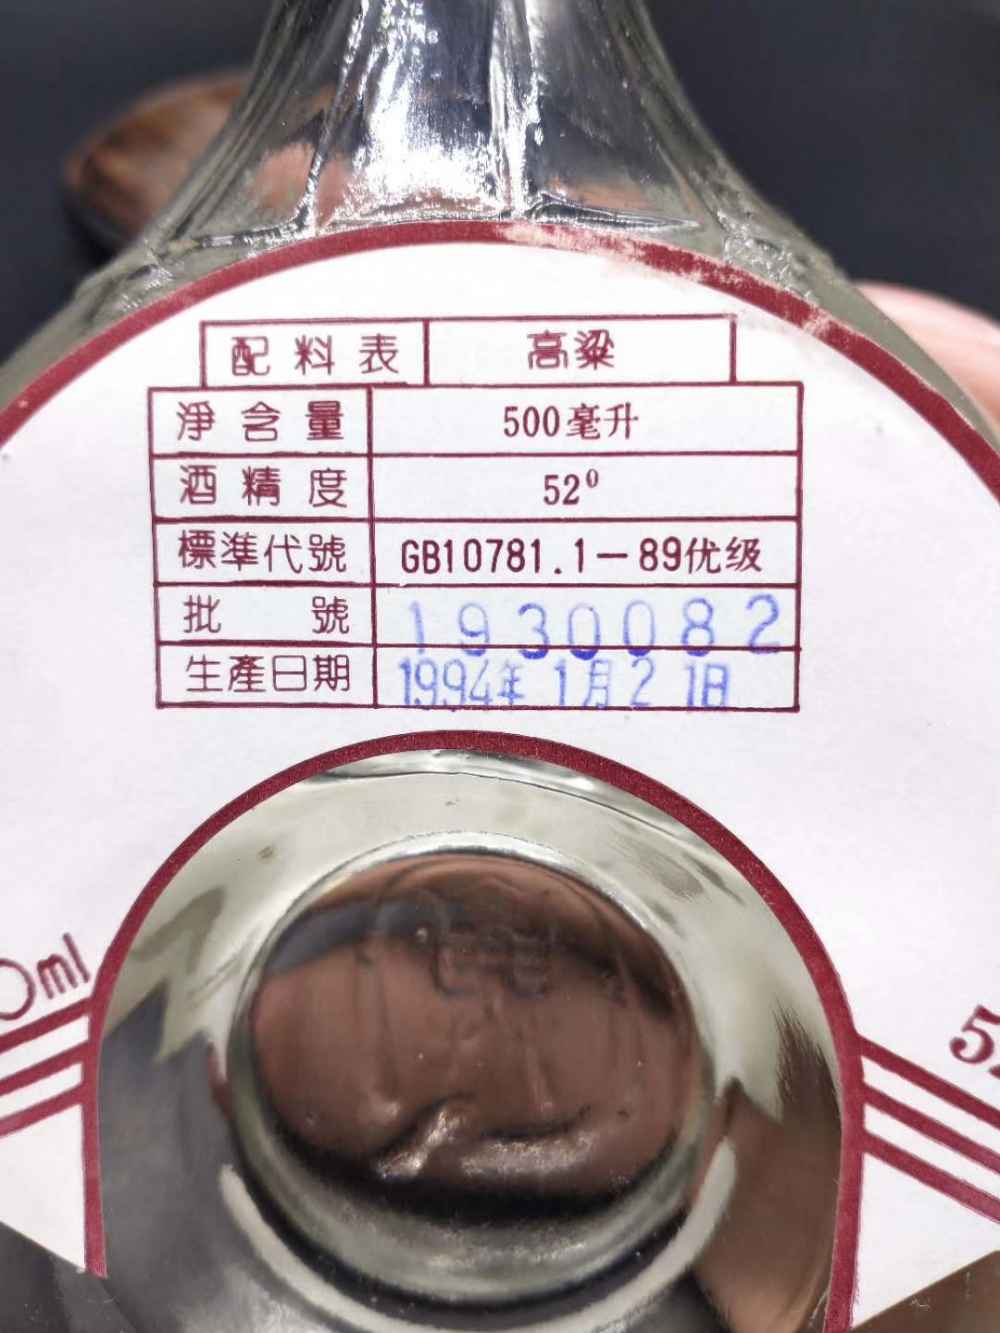 配料表 高粱
淨含量 500毫升
酒精度 52⁰
標準代號 GB10781.1-89优级
批號 1930082
生產日期 1994年1月21日
0ml
52